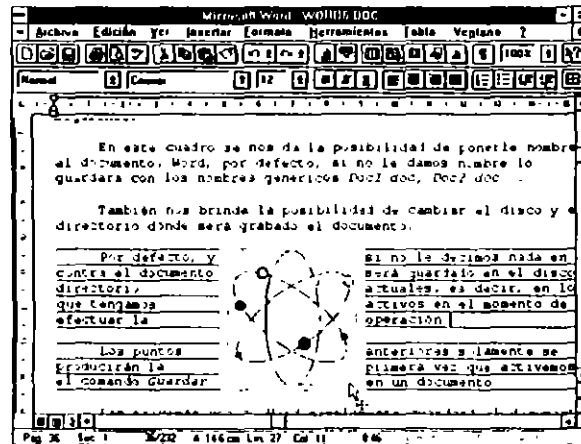 Microsoft Word - WORD6.DOC
Archivo Edición Ver Insertar Formato Herramientas Tabla Ventana ?
100%
Normal Courier 12
En este cuadro se nos da la posibilidad de ponerle nombre
al documento. Word, por defecto, si no le damos nombre lo
guardara con los nombres genericos Doc1.doc, Doc2.doc
También nos brinda la posibilidad de cambiar el disco y e
directorio donde será grabado el documento.
Por defecto, y si no le decimos nada en
contra el documento será guardado en el disco
directorio, actuales, es decir, en lo
que tengamos activos en el momento de
efectuar la operación
Los puntos anteriores solamente se
producirán la primera vez que activemos
el comando Guardar en un documento
Pág. 36 Sec 1 36/232 A 16.6cm Lín. 27 Col 11